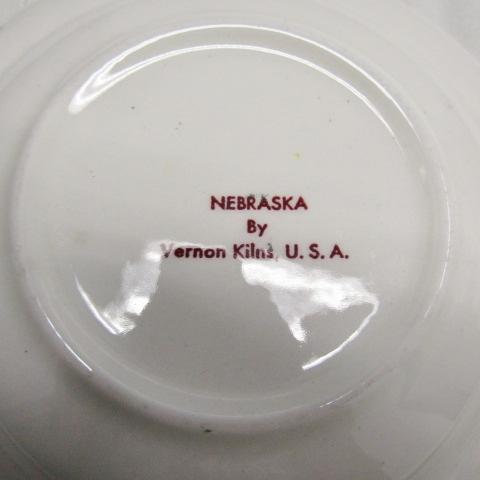 NEBRASKA
By
Vernon Kilns, U. S. A.